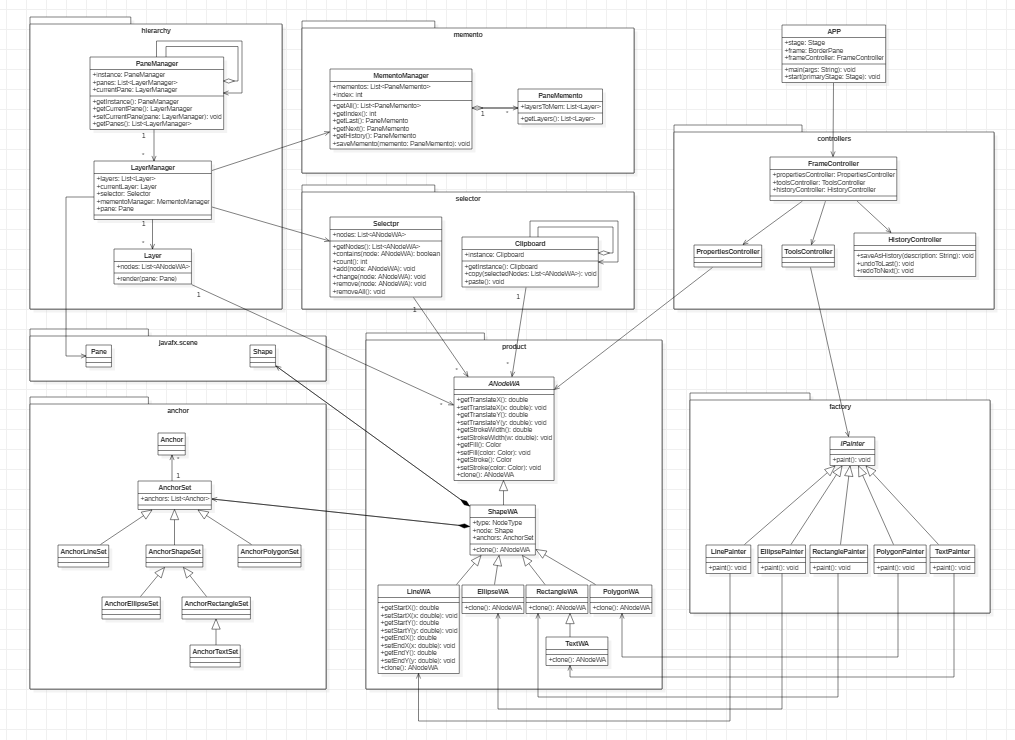 hierarchy
PaneManager
+instance: PaneManager
+panes: List<LayerManager>
+currentPane: LayerManager
+getInstance(): PaneManager
+getCurrentPane(): LayerManager
+setCurrentPane(pane: LayerManager): void
+getPanes(): List<LayerManager>
1
*
LayerManager
+layers: List<Layer>
+currentLayer: Layer
+selector: Selector
+mementoManager: MementoManager
+pane: Pane
1
*
Layer
+nodes: List<ANodeWA>
+render(pane: Pane)
1
memento
MementoManager
+mementos: List<PaneMemento>
+index: int
+getAll(): List<PaneMemento>
+getIndex(): int
+getLast(): PaneMemento
+getNext(): PaneMemento
+getHistory(): PaneMemento
+saveMemento(memento: PaneMemento): void
1
*
PaneMemento
+layersToMem: List<Layer>
+getLayers(): List<Layer>
selector
Selectpr
+nodes: List<ANodeWA>
+getNodes(): List<ANodeWA>
+contains(node: ANodeWA): boolean
+count(): int
+add(node: ANodeWA): void
+change(node: ANodeWA): void
+remove(node: ANodeWA): void
+removeAll(): void
1
Clipboard
+instance: Clipboard
+getInstance(): Clipboard
+copy(selectedNodes: List<ANodeWA>): void
+paste(): void
1
APP
+stage: Stage
+frame: BorderPane
+frameController: FrameController
+main(args: String): void
+start(primaryStage: Stage): void
controllers
FrameController
+propertiesController: PropertiesController
+toolsController: ToolsController
+historyController: HistoryController
PropertiesController
ToolsController
HistoryController
+saveAsHistory(description: String): void
+undoToLast(): void
+redoToNext(): void
javafx.scene
Pane
Shape
anchor
Anchor
*
1
AnchorSet
+anchors: List<Anchor>
AnchorLineSet
AnchorShapeSet
AnchorPolygonSet
AnchorEllipseSet
AnchorRectangleSet
AnchorTextSet
product
*
*
*
ANodeWA
+getTranslateX(): double
+setTranslateX(x: double): void
+getTranslateY(): double
+setTranslateY(y: double): void
+getStrokeWidth(): double
+setStrokeWidth(w: double): void
+getFill(): Color
+setFill(color: Color): void
+getStroke(): Color
+setStroke(color: Color): void
+clone(): ANodeWA
ShapeWA
+type: NodeType
+node: Shape
+anchors: AnchorSet
+clone(): ANodeWA
LineWA
+getStartX(): double
+setStartX(x: double): void
+getStartY(): double
+setStartY(y: double): void
+getEndX(): double
+setEndX(x: double): void
+getEndY(): double
+setEndY(y: double): void
+clone(): ANodeWA
EllipseWA
+clone(): ANodeWA
RectangleWA
+clone(): ANodeWA
PolygonWA
+clone(): ANodeWA
TextWA
+clone(): ANodeWA
factory
IPainter
+paint(): void
LinePainter
+paint(): void
EllipsePainter
+paint(): void
RectanglePainter
+paint(): void
PolygonPainter
+paint(): void
TextPainter
+paint(): void